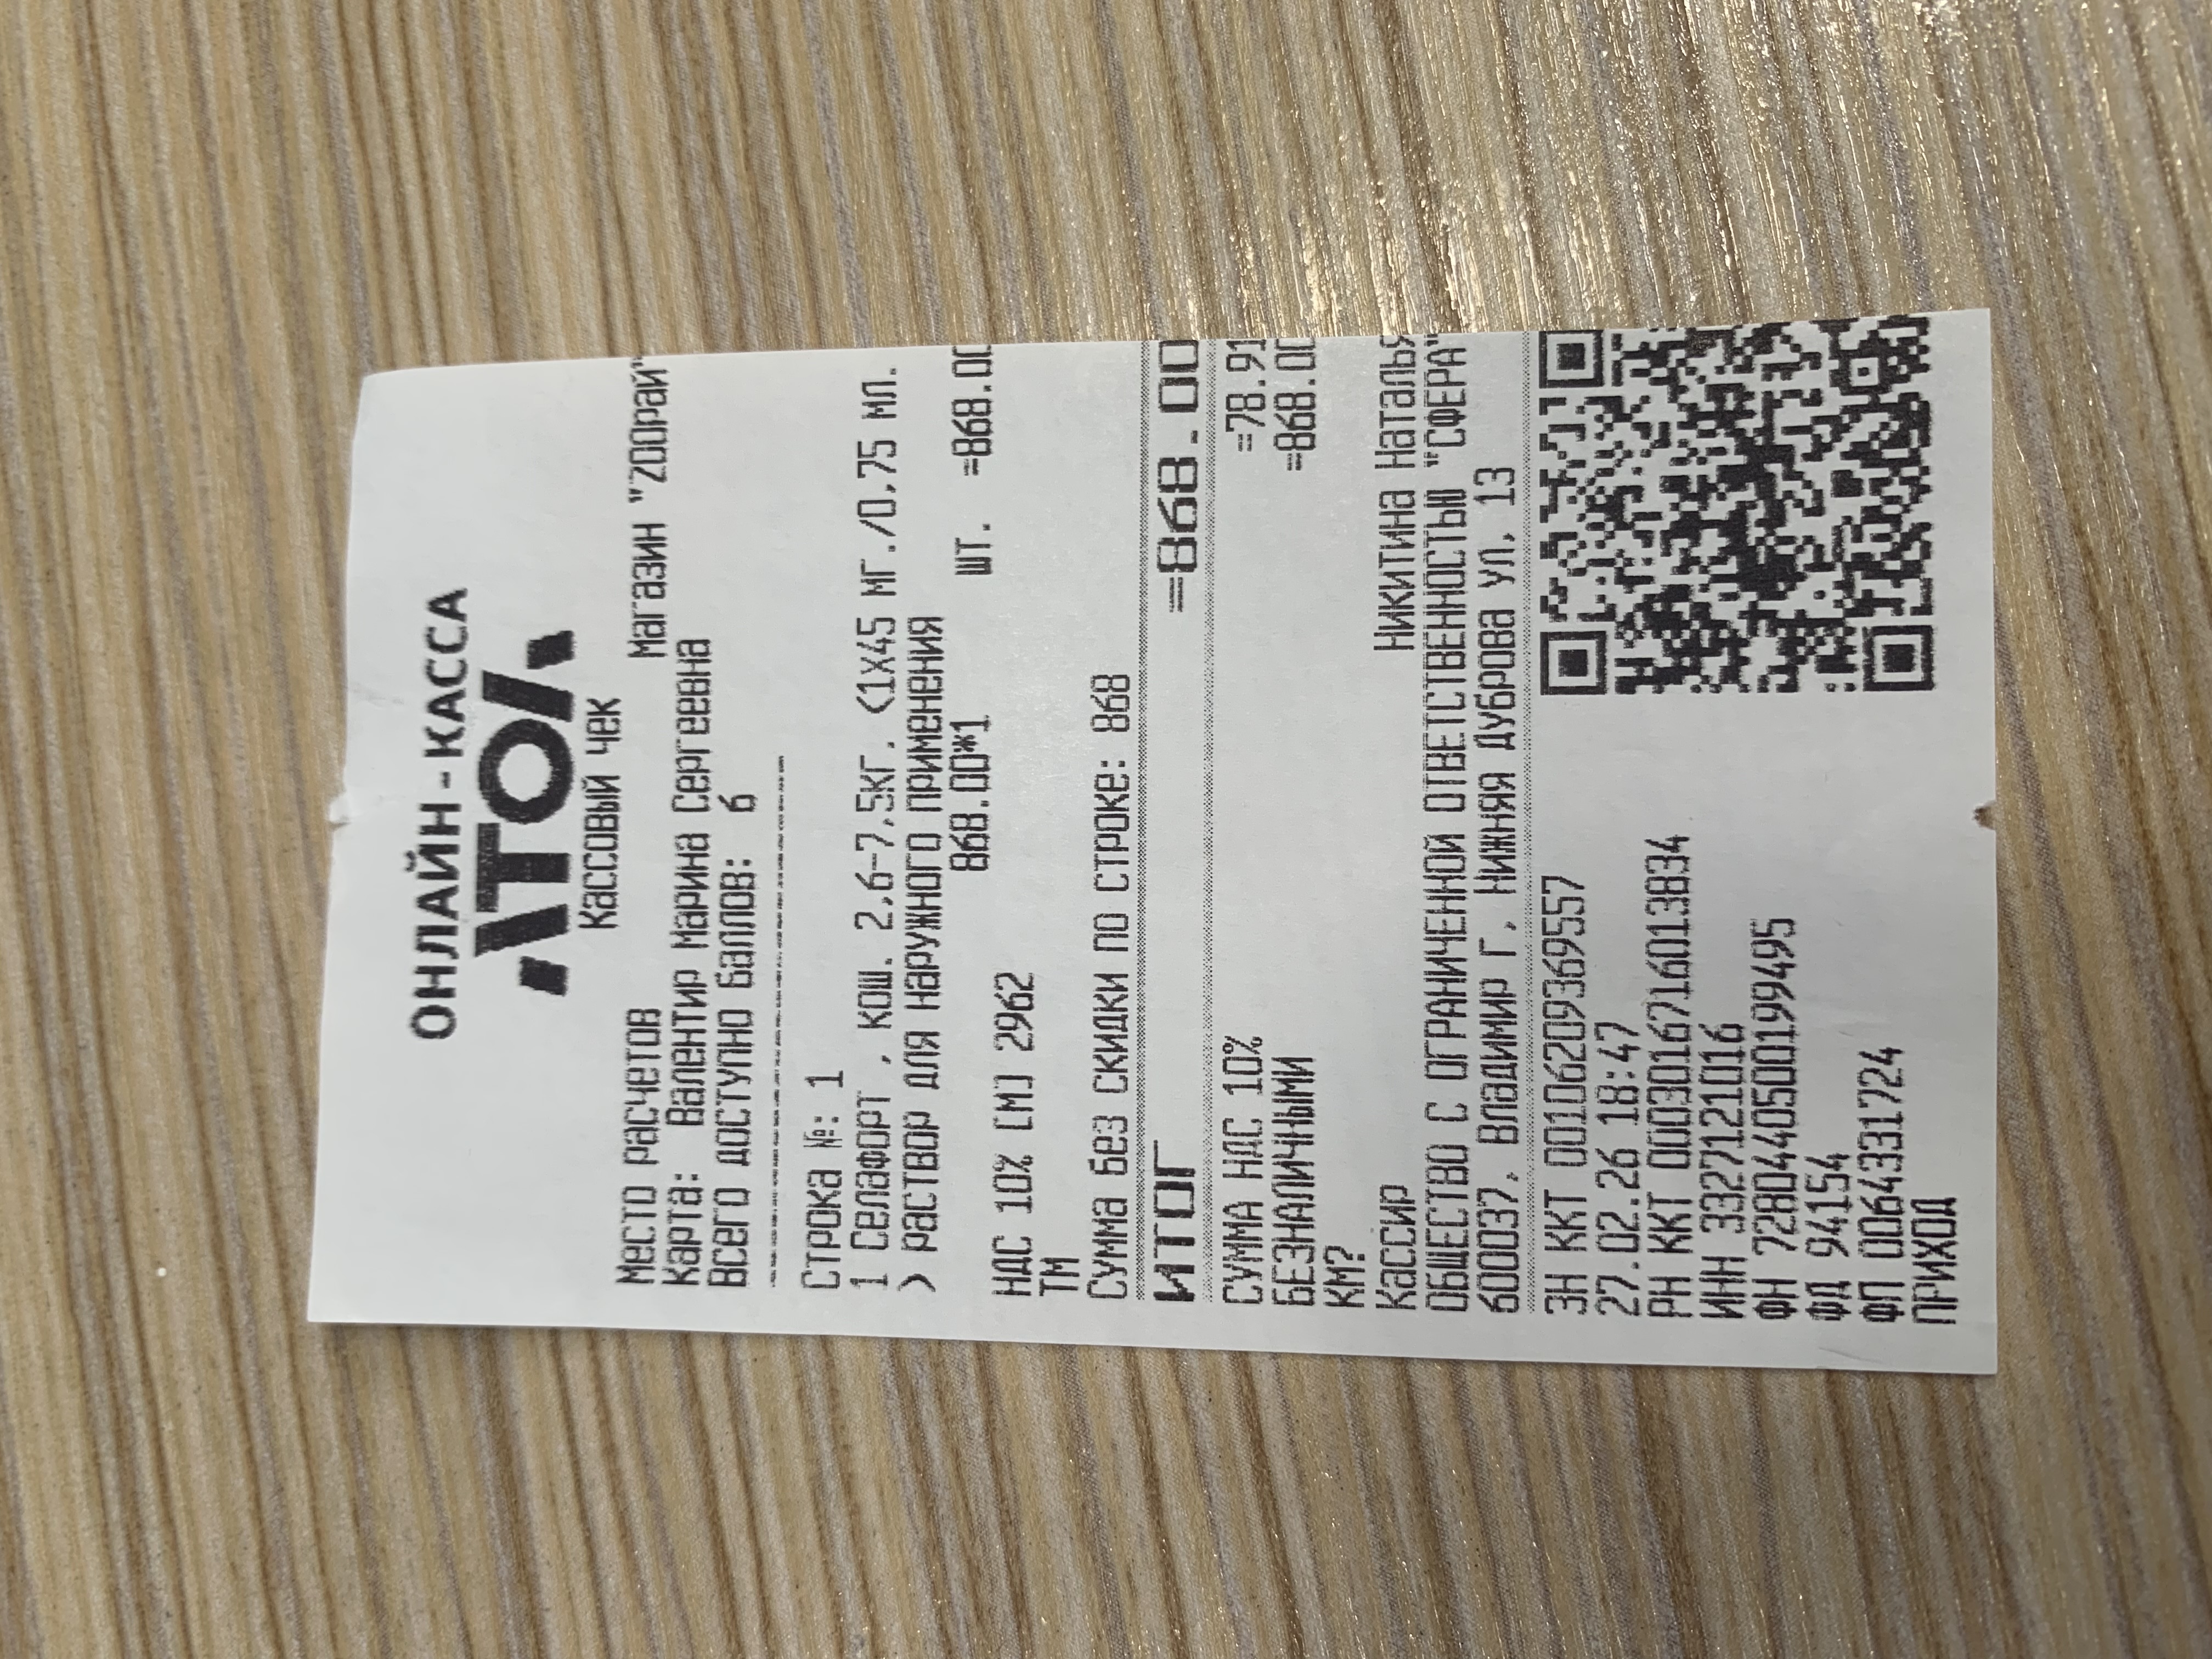 ОНЛАЙН-КАССА
АТОЛ
Кассовый чек
Место расчетов Магазин "ZOOрай"
Карта: Валентир Марина Сергеевна
Всего доступно баллов: 6
Строка №: 1
1 Селафорт , кош. 2,6-7,5кг. <1х45 мг./0,75 мл.
> раствор для наружного применения
868.00*1 шт. =868.00
НДС 10% [М] 2962
ТМ
Сумма без скидки по строке: 868
ИТОГ =868.00
СУММА НДС 10% =78.91
БЕЗНАЛИЧНЫМИ =868.00
КМ?
Кассир Никитина Наталья
ОБЩЕСТВО С ОГРАНИЧЕННОЙ ОТВЕТСТВЕННОСТЬЮ "СФЕРА"
600037, Владимир г, Нижняя Дуброва ул, 13
ЗН ККТ 00106209369557
27.02.26 18:47
РН ККТ 0003016716013834
ИНН 3327121016
ФН 7280440500199495
ФД 94154
ФП 0064331724
ПРИХОД